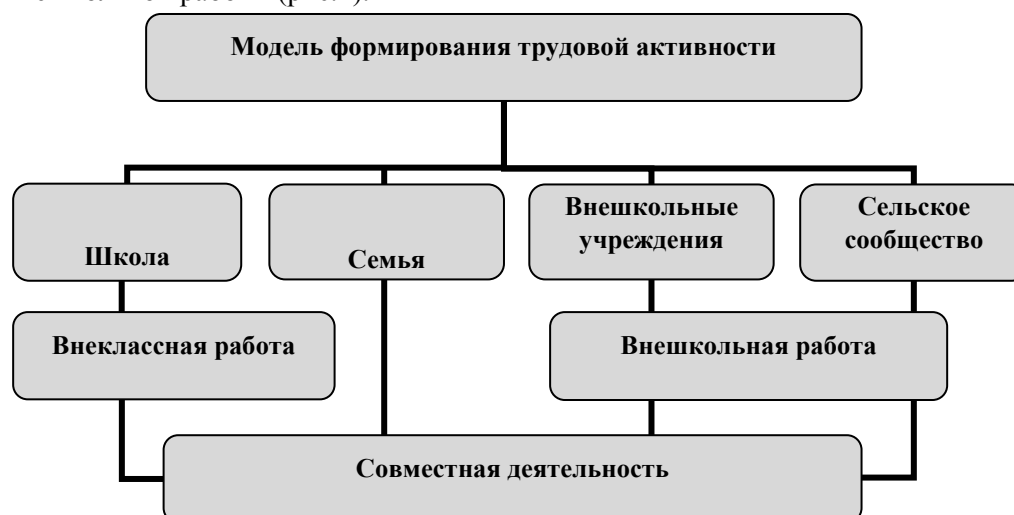 Модель формирования трудовой активности
Школа
Семья
Внешкольные
учреждения
Сельское
сообщество
Внеклассная работа
Внешкольная работа
Совместная деятельность